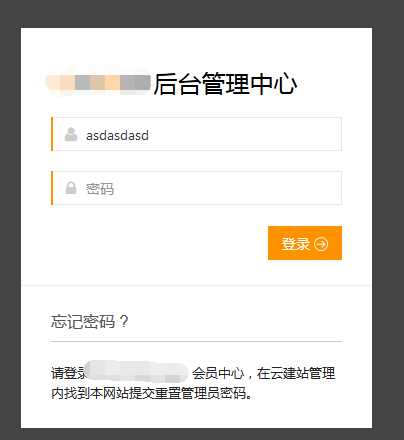 后台管理中心
asdasdasd
密码
登录
忘记密码？
请登录 会员中心，在云建站管理
内找到本网站提交重置管理员密码。